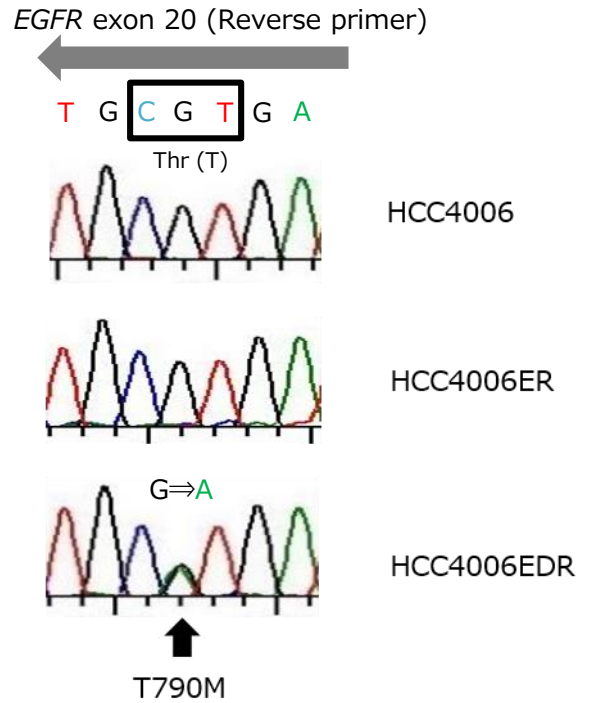 EGFR exon 20 (Reverse primer)
T G C G T G A
Thr (T)
HCC4006
HCC4006ER
G⇒A
HCC4006EDR
T790M